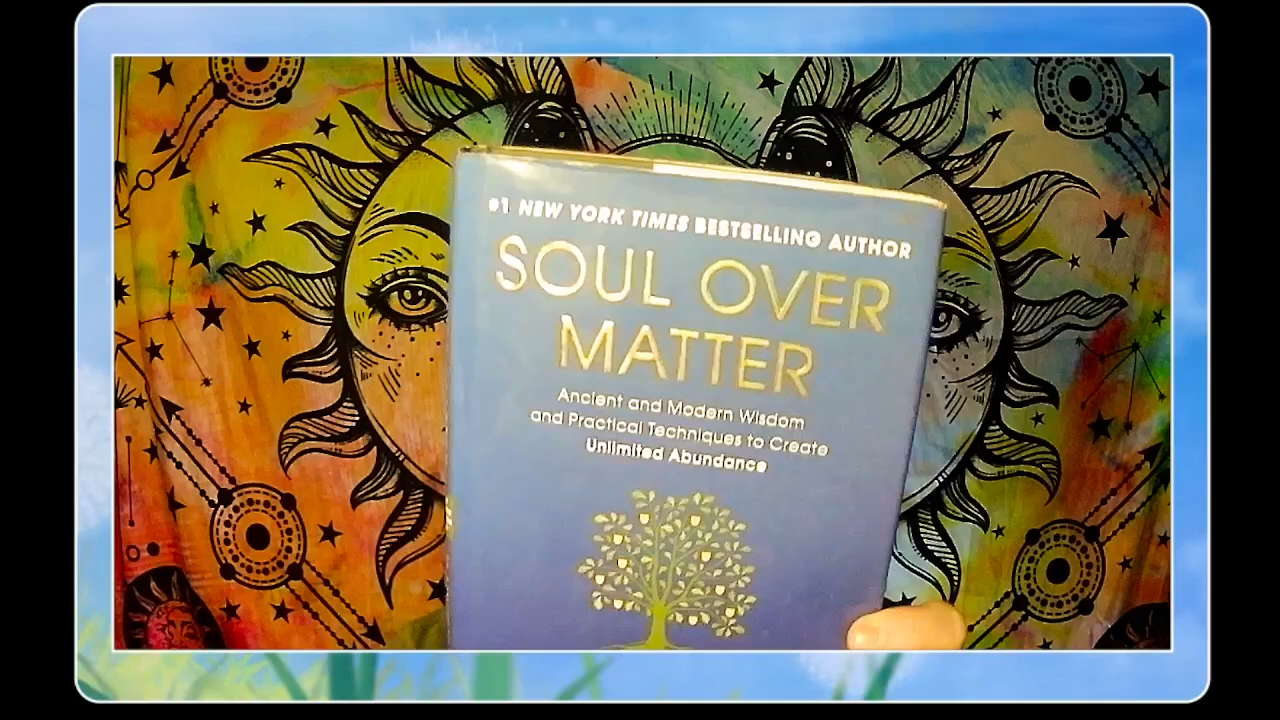 #1 NEW YORK TIMES BESTSELLING AUTHOR
SOUL OVER
MATTER
Ancient and Modern Wisdom
and Practical Techniques to Create
Unlimited Abundance